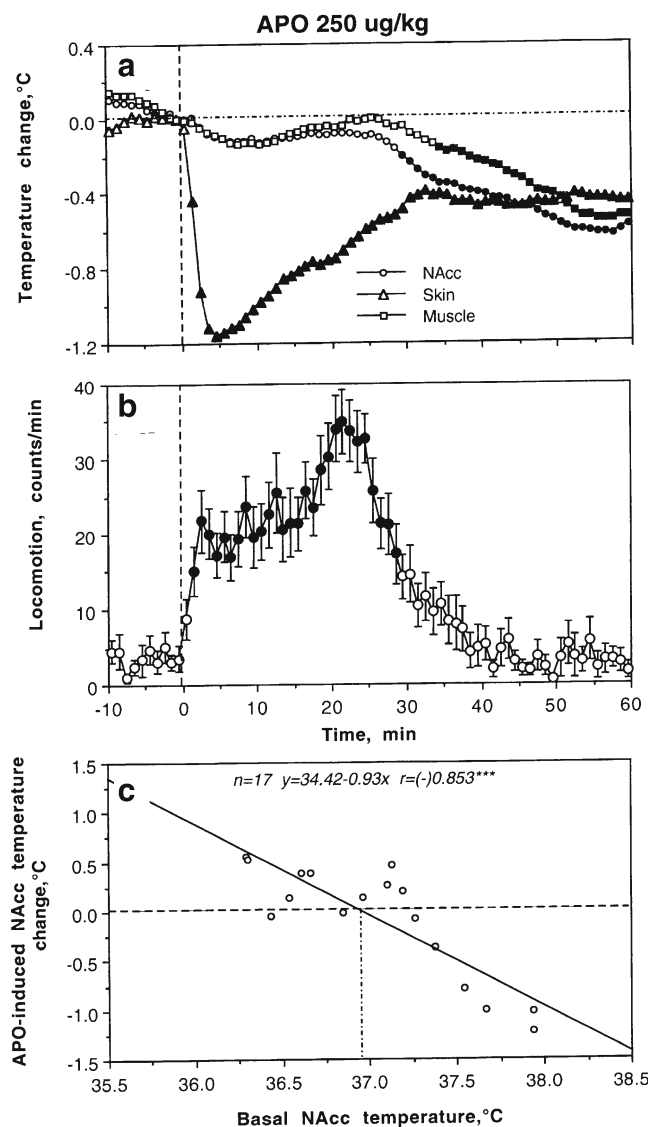 APO 250 ug/kg
a
Temperature change,°C
0.4
0.0
-0.4
-0.8
-1.2
NAcc
Skin
Muscle
b
Locomotion, counts/min
40
30
20
10
0
-10 0 10 20 30 40 50 60
Time, min
c
n=17 y=34.42-0.93x r=(-)0.853***
APO-induced NAcc temperature
change,°C
1.5
1.0
0.5
0.0
-0.5
-1.0
-1.5
35.5 36.0 36.5 37.0 37.5 38.0 38.5
Basal NAcc temperature,°C